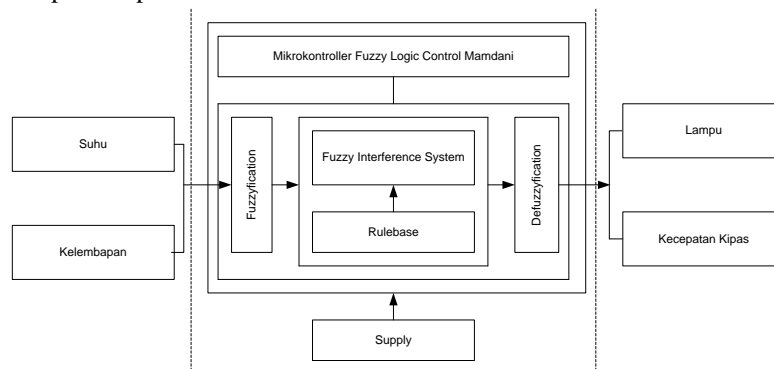 Mikrokontroller Fuzzy Logic Control Mamdani
Suhu
Kelembapan
Fuzzyfication
Fuzzy Interference System
Rulebase
Defuzzyfication
Lampu
Kecepatan Kipas
Supply